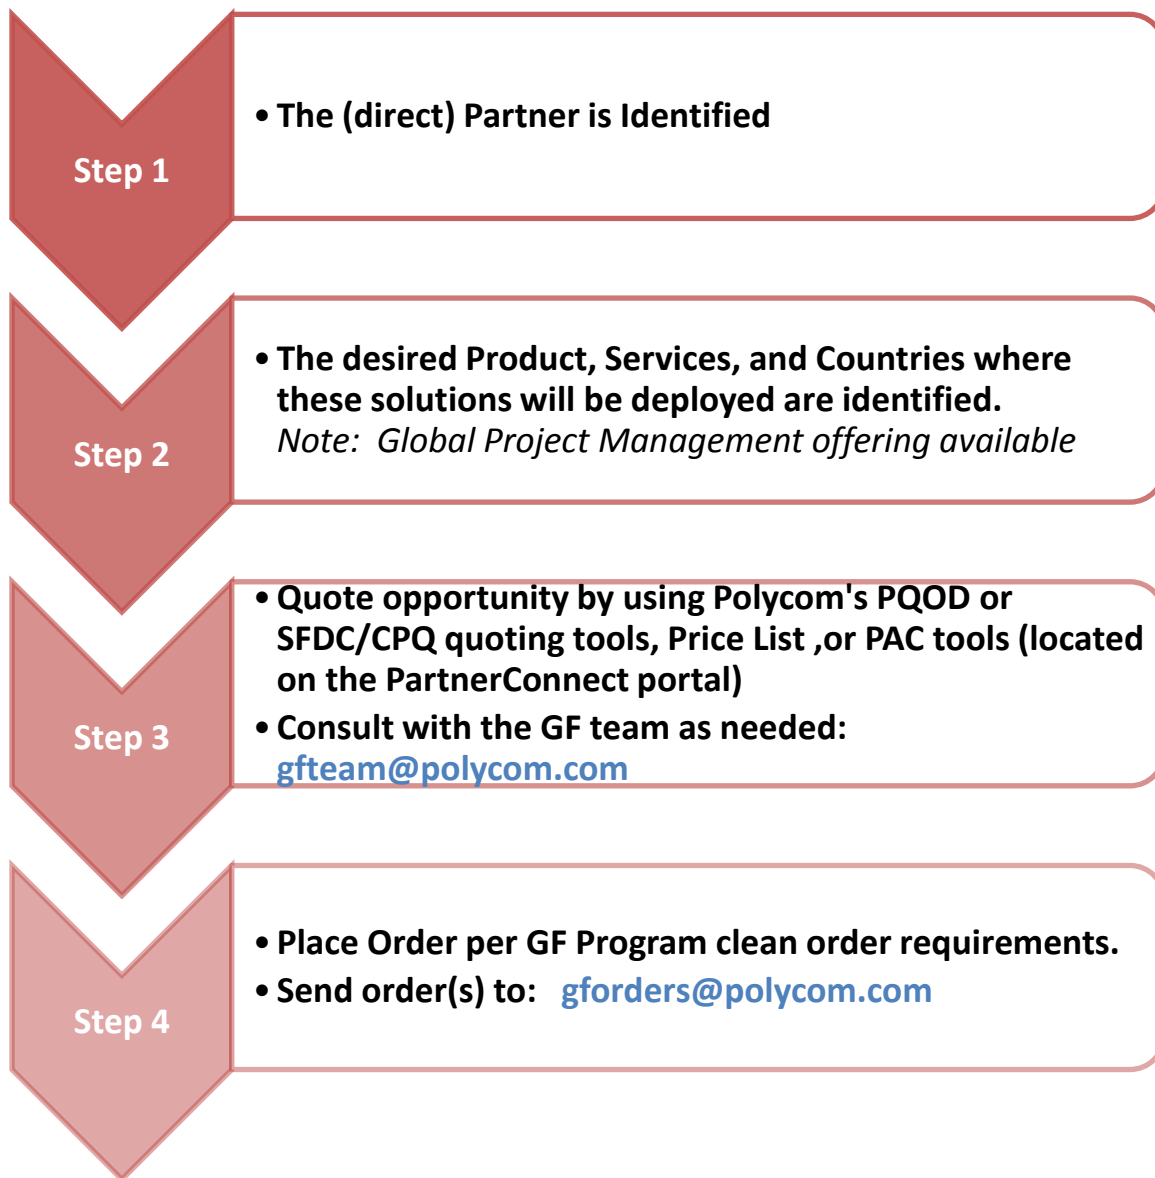 Step 1
• The (direct) Partner is Identified
Step 2
• The desired Product, Services, and Countries where
these solutions will be deployed are identified.
Note:  Global Project Management offering available
Step 3
• Quote opportunity by using Polycom's PQOD or
SFDC/CPQ quoting tools, Price List ,or PAC tools (located
on the PartnerConnect portal)
• Consult with the GF team as needed:
gfteam@polycom.com
Step 4
• Place Order per GF Program clean order requirements.
• Send order(s) to:   gforders@polycom.com